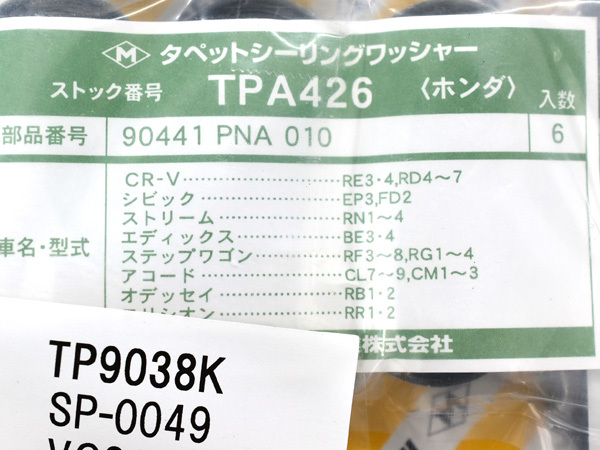 M タペットシーリングワッシャー
ストック番号 TPA426 〈ホンダ〉 入数
部品番号 90441 PNA 010 6
CR-V RE3・4,RD4〜7
シビック EP3,FD2
ストリーム RN1〜4
エディックス BE3・4
車名・型式 ステップワゴン RF3〜8,RG1〜4
アコード CL7〜9,CM1〜3
オデッセイ RB1・2
エリシオン RR1・2
株式会社
TP9038K
SP-0049